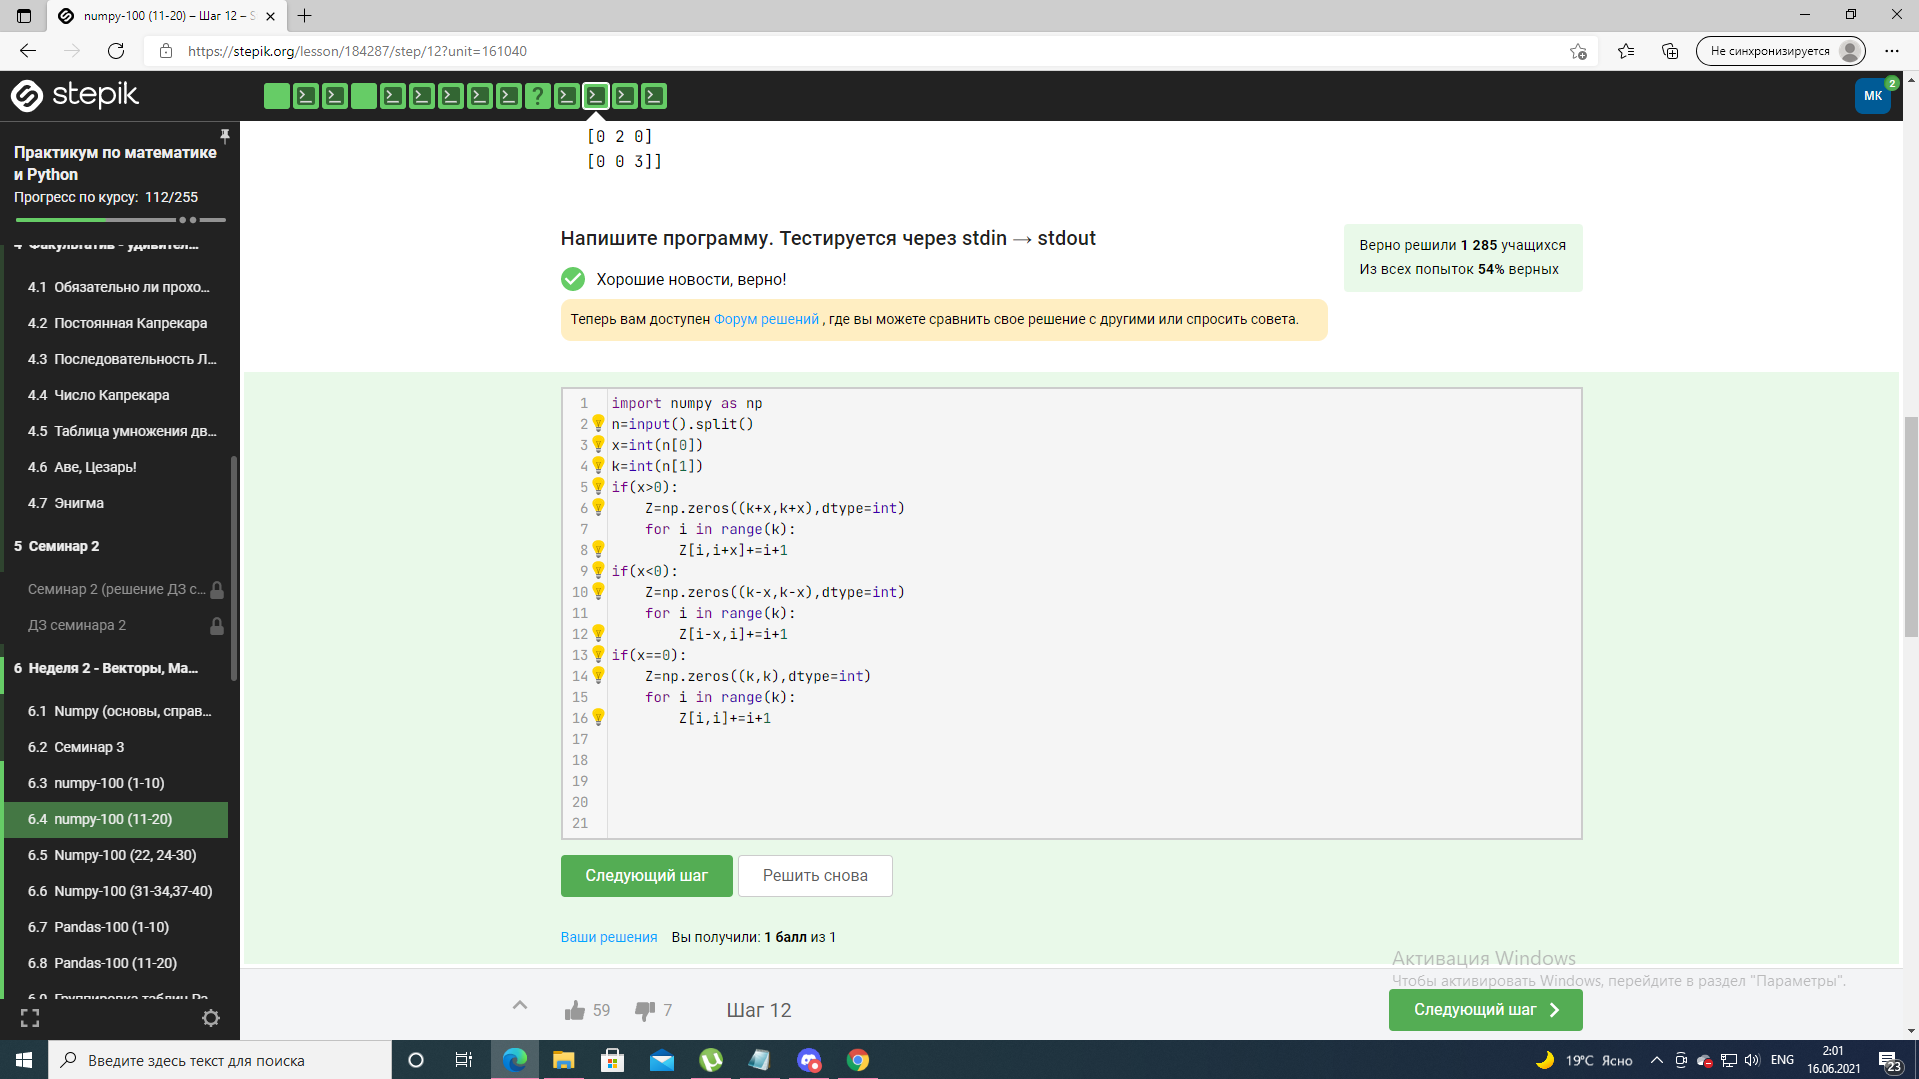 numpy-100 (11-20) – Шаг 12 – S
https://stepik.org/lesson/184287/step/12?unit=161040
Не синхронизируется
stepik
?
MK
2
Практикум по математике
и Python
Прогресс по курсу: 112/255
4 Факультатив - удивител...
4.1 Обязательно ли прохо...
4.2 Постоянная Капрекара
4.3 Последовательность Л...
4.4 Число Капрекара
4.5 Таблица умножения дв...
4.6 Аве, Цезарь!
4.7 Энигма
5 Семинар 2
Семинар 2 (решение ДЗ с...
ДЗ семинара 2
6 Неделя 2 - Векторы, Ма...
6.1 Numpy (основы, справ...
6.2 Семинар 3
6.3 numpy-100 (1-10)
6.4 numpy-100 (11-20)
6.5 Numpy-100 (22, 24-30)
6.6 Numpy-100 (31-34,37-40)
6.7 Pandas-100 (1-10)
6.8 Pandas-100 (11-20)
6.9 Группировка таблиц Pa...
[0 2 0]
[0 0 3]]
Напишите программу. Тестируется через stdin → stdout
Хорошие новости, верно!
Теперь вам доступен Форум решений , где вы можете сравнить свое решение с другими или спросить совета.
Верно решили 1 285 учащихся
Из всех попыток 54% верных
1 import numpy as np
2 n=input().split()
3 x=int(n[0])
4 k=int(n[1])
5 if(x>0):
6 Z=np.zeros((k+x,k+x),dtype=int)
7 for i in range(k):
8 Z[i,i+x]+=i+1
9 if(x<0):
10 Z=np.zeros((k-x,k-x),dtype=int)
11 for i in range(k):
12 Z[i-x,i]+=i+1
13 if(x==0):
14 Z=np.zeros((k,k),dtype=int)
15 for i in range(k):
16 Z[i,i]+=i+1
17
18
19
20
21
Следующий шаг
Решить снова
Ваши решения Вы получили: 1 балл из 1
59
7
Шаг 12
Активация Windows
Чтобы активировать Windows, перейдите в раздел "Параметры".
Следующий шаг
Введите здесь текст для поиска
19°C Ясно
ENG
2:01
16.06.2021
23